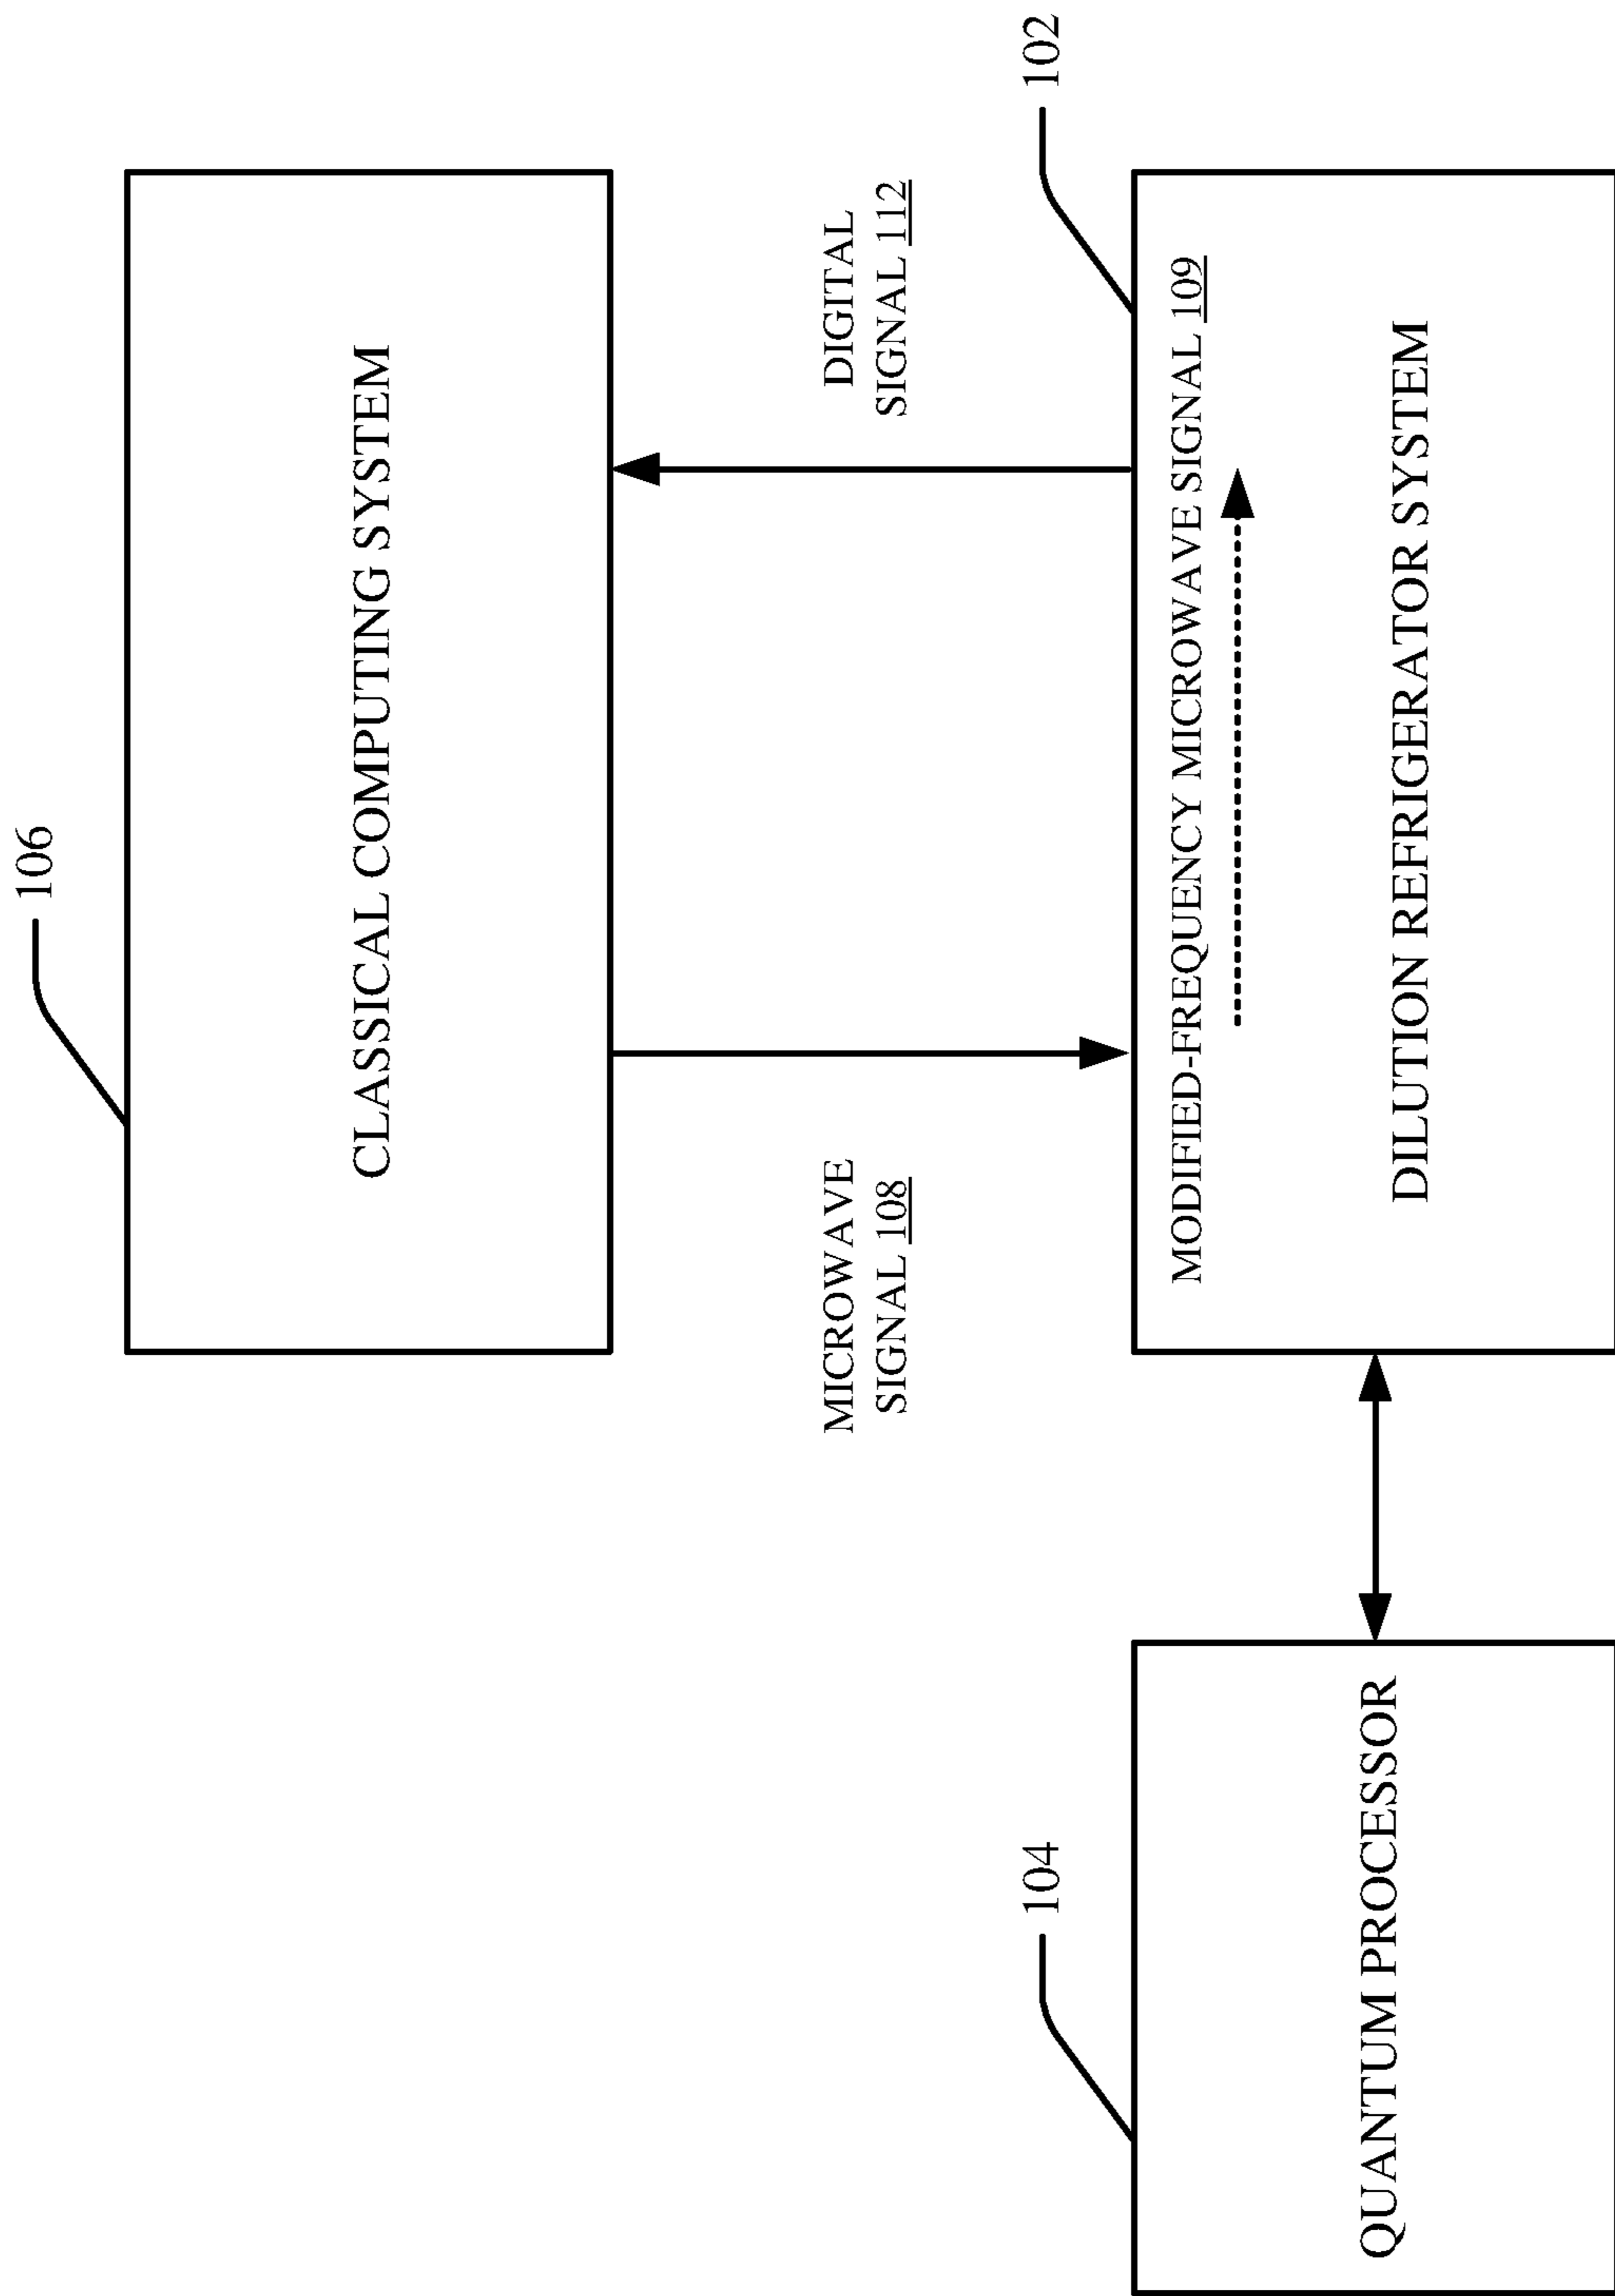 106
CLASSICAL COMPUTING SYSTEM
MICROWAVE
SIGNAL 108
DIGITAL
SIGNAL 112
104
QUANTUM PROCESSOR
102
MODIFIED-FREQUENCY MICROWAVE SIGNAL 109
DILUTION REFRIGERATOR SYSTEM